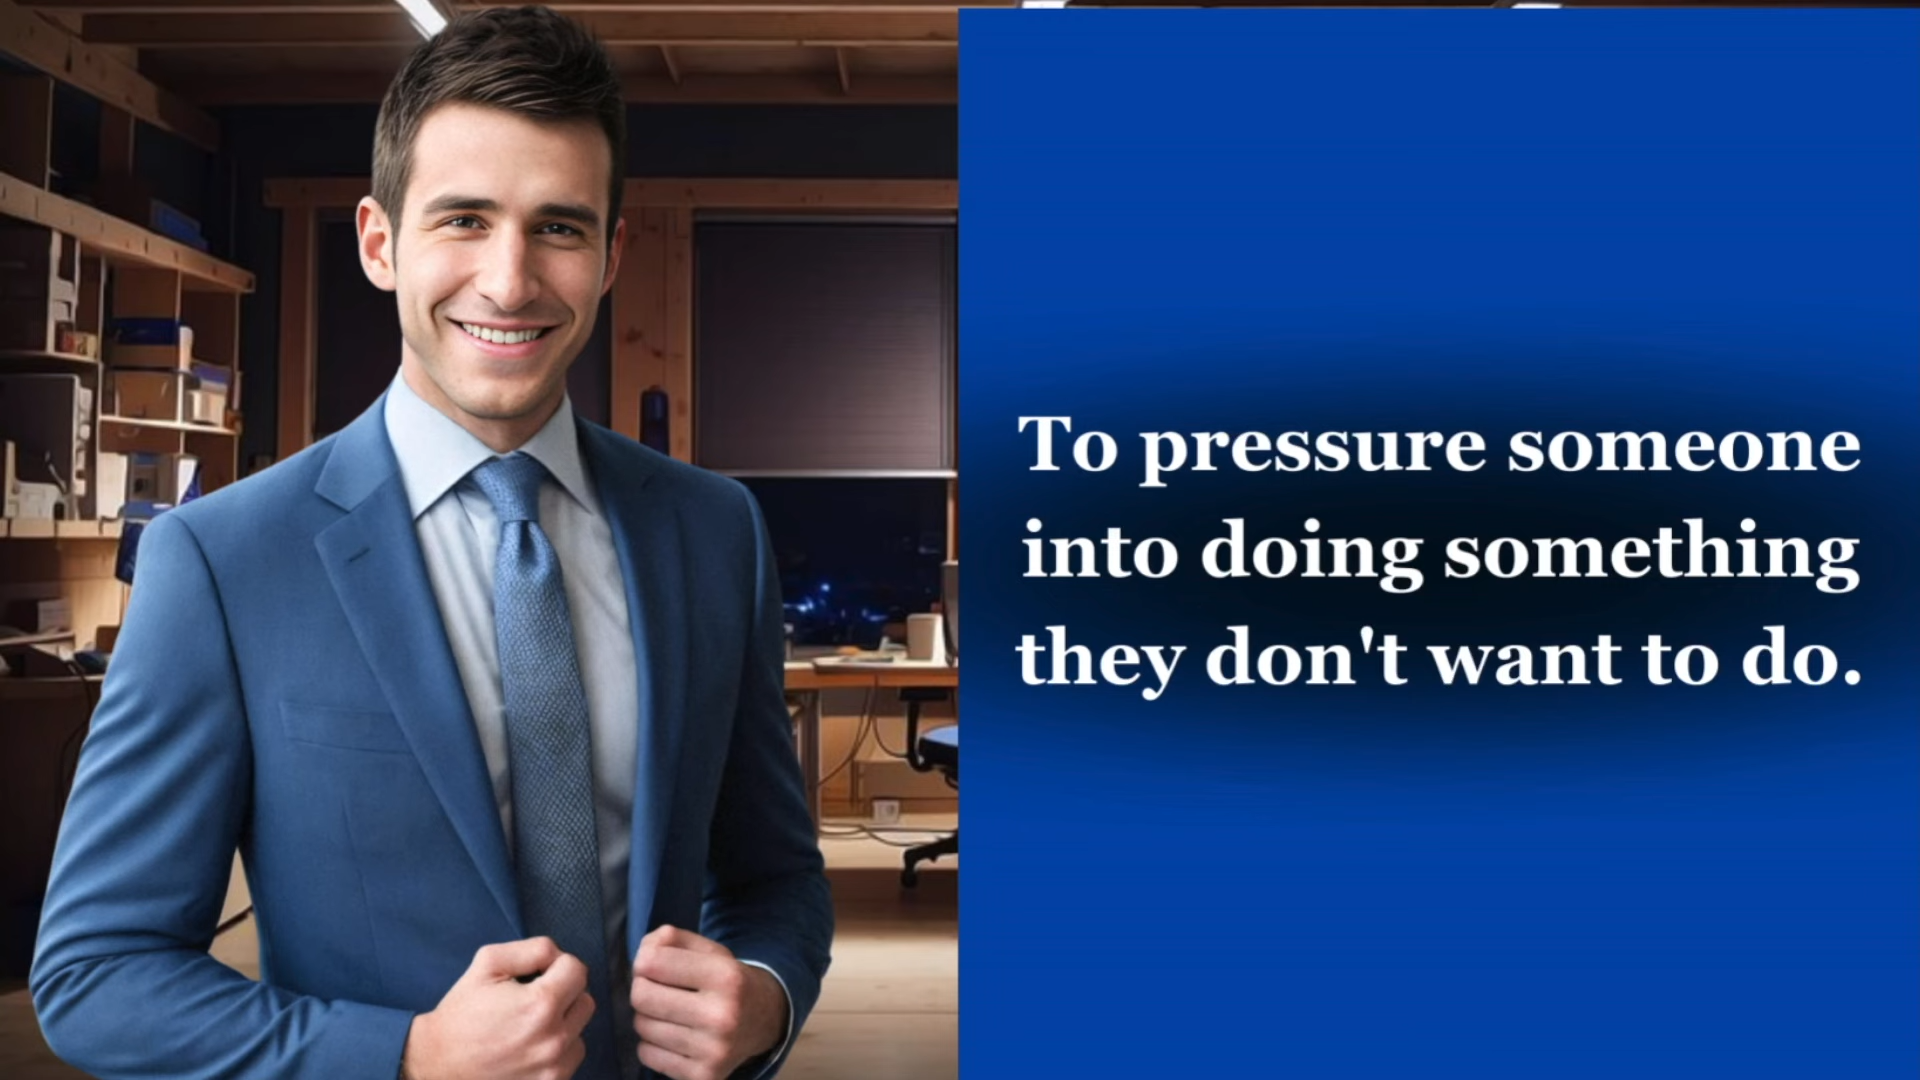 To pressure someone
into doing something
they don't want to do.